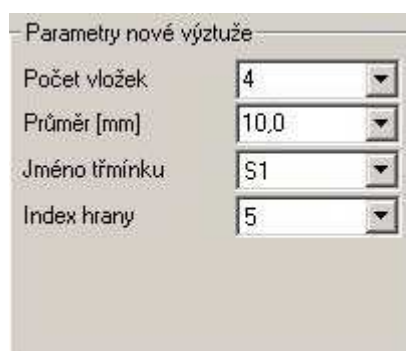 Parametry nové výztuže
Počet vložek 4
Průměr [mm] 10,0
Jméno třmínku S1
Index hrany 5